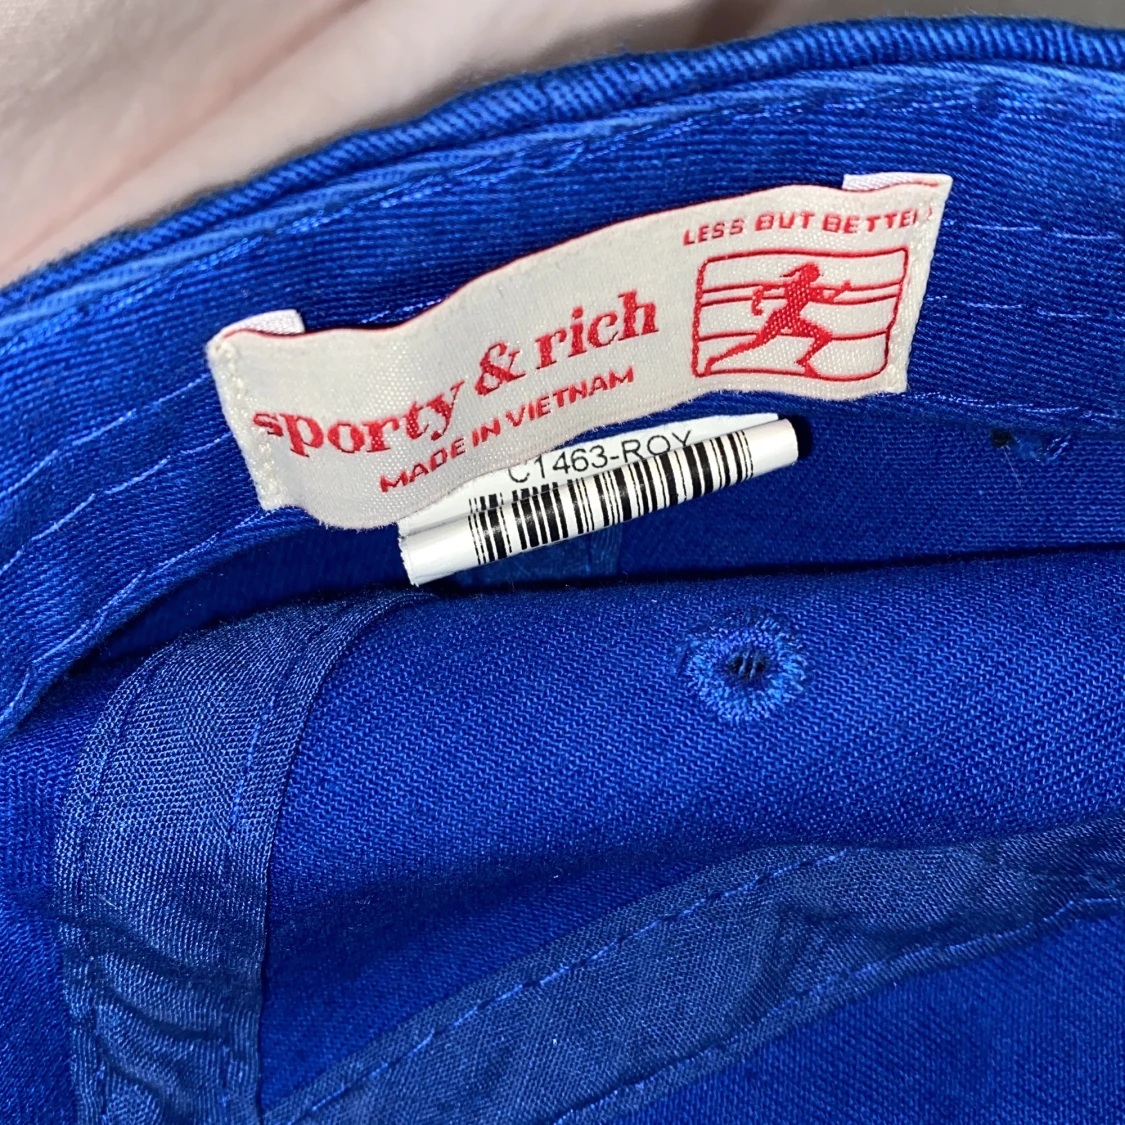 LESS BUT BETTER
sporty & rich
MADE IN VIETNAM
C1463-ROY